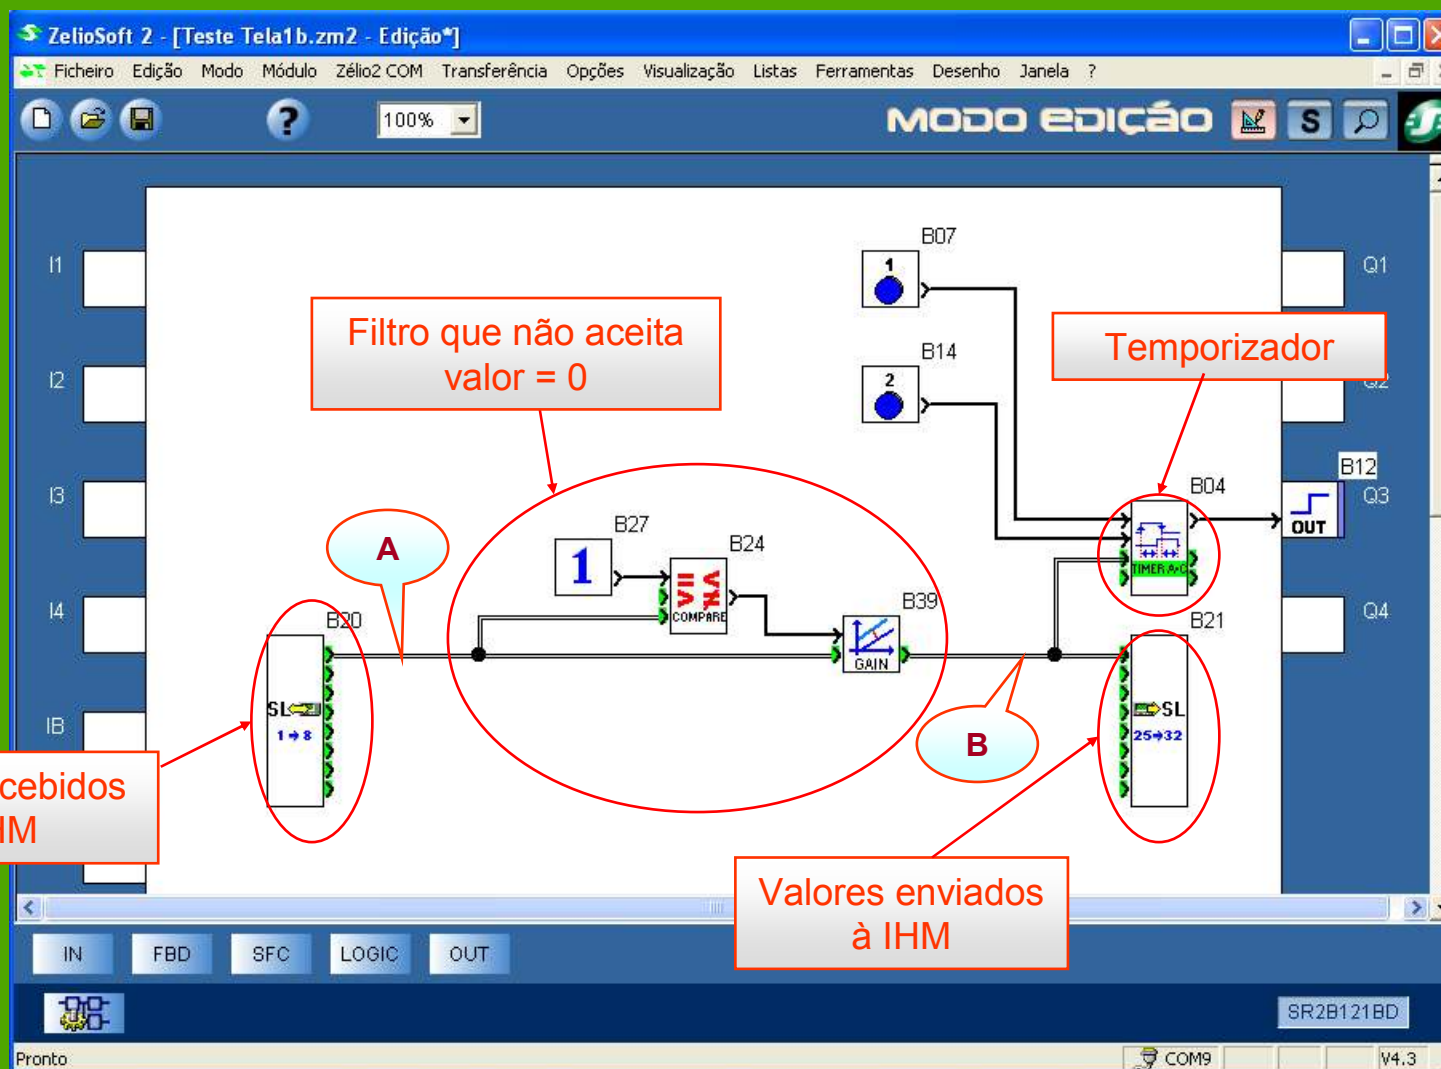 ZelioSoft 2 - [Teste Tela1b.zm2 - Edição*]
Ficheiro Edição Modo Módulo Zélio2 COM Transferência Opções Visualização Listas Ferramentas Desenho Janela ?
? 100% MODO EDIÇÃO S
B07
I1 1 Q1
Filtro que não aceita
valor = 0
Temporizador
B14
I2 2 Q2
B12
I3 B04 Q3
OUT
A
B27
B24
1
TIMER A/C
COMPARE
B39
I4 B20 B21 Q4
GAIN
SL SL
IB 1 8 25 32
B
cebidos
HM
Valores enviados
à IHM
IN FBD SFC LOGIC OUT
SR2B121BD
Pronto COM9 V4.3